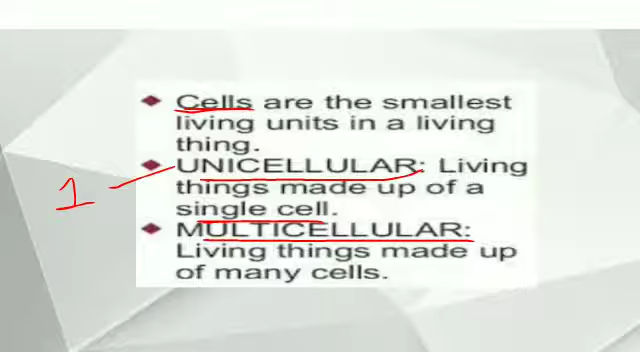 Cells are the smallest
living units in a living
thing.
1 UNICELLULAR: Living
things made up of a
single cell.
MULTICELLULAR:
Living things made up
of many cells.